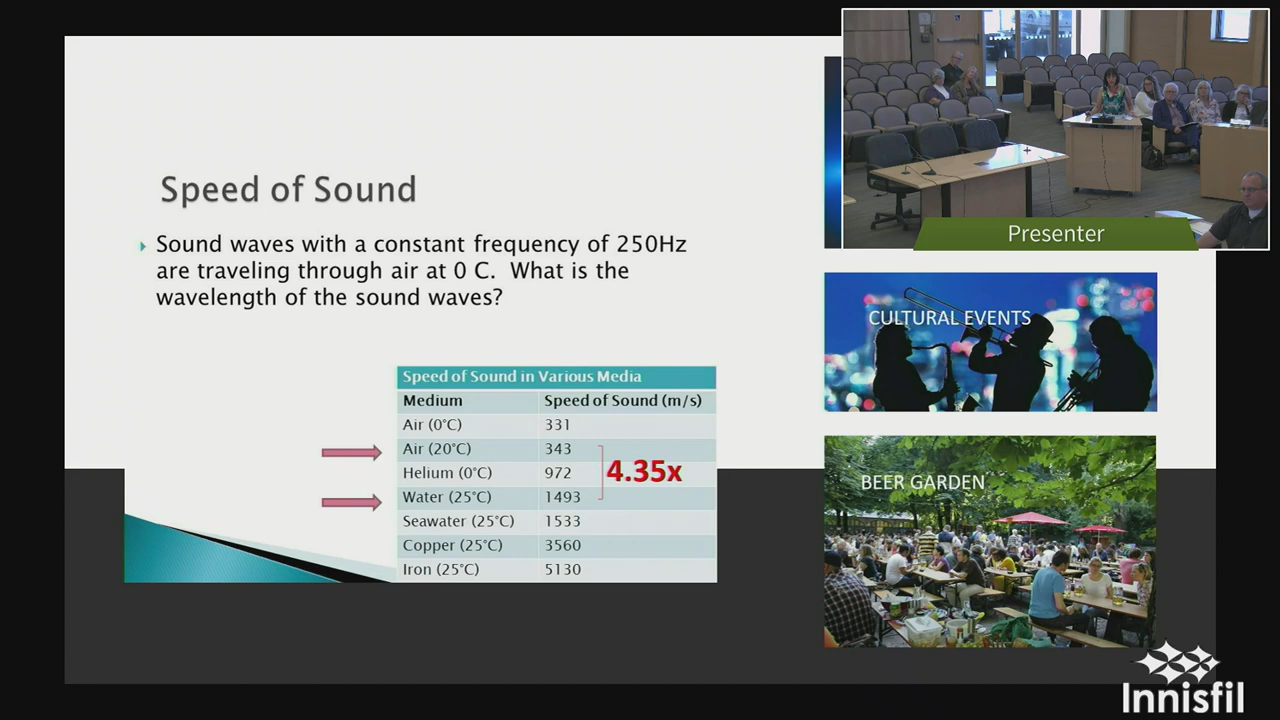 Speed of Sound
Sound waves with a constant frequency of 250Hz
are traveling through air at 0 C. What is the
wavelength of the sound waves?
Speed of Sound in Various Media
Medium Speed of Sound (m/s)
Air (0°C) 331
Air (20°C) 343
Helium (0°C) 972
Water (25°C) 1493
Seawater (25°C) 1533
Copper (25°C) 3560
Iron (25°C) 5130
4.35x
Presenter
CULTURAL EVENTS
BEER GARDEN
Innisfil